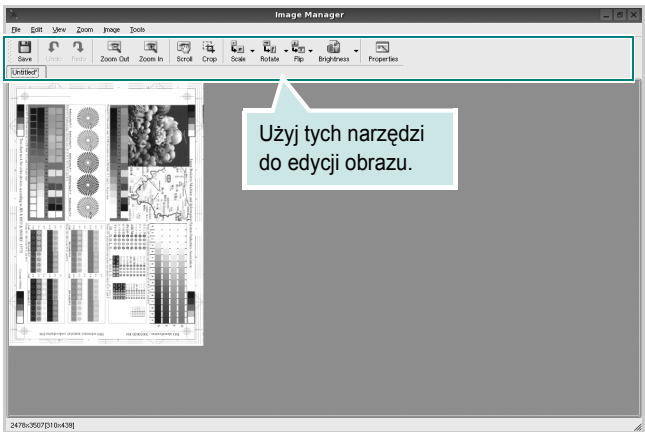 Image Manager
File Edit View Zoom Image Tools
Save Undo Redo Zoom Out Zoom In Scroll Crop Scale Rotate Flip Brightness Properties
Untitled*
Użyj tych narzędzi
do edycji obrazu.
2478x3507[310x439]